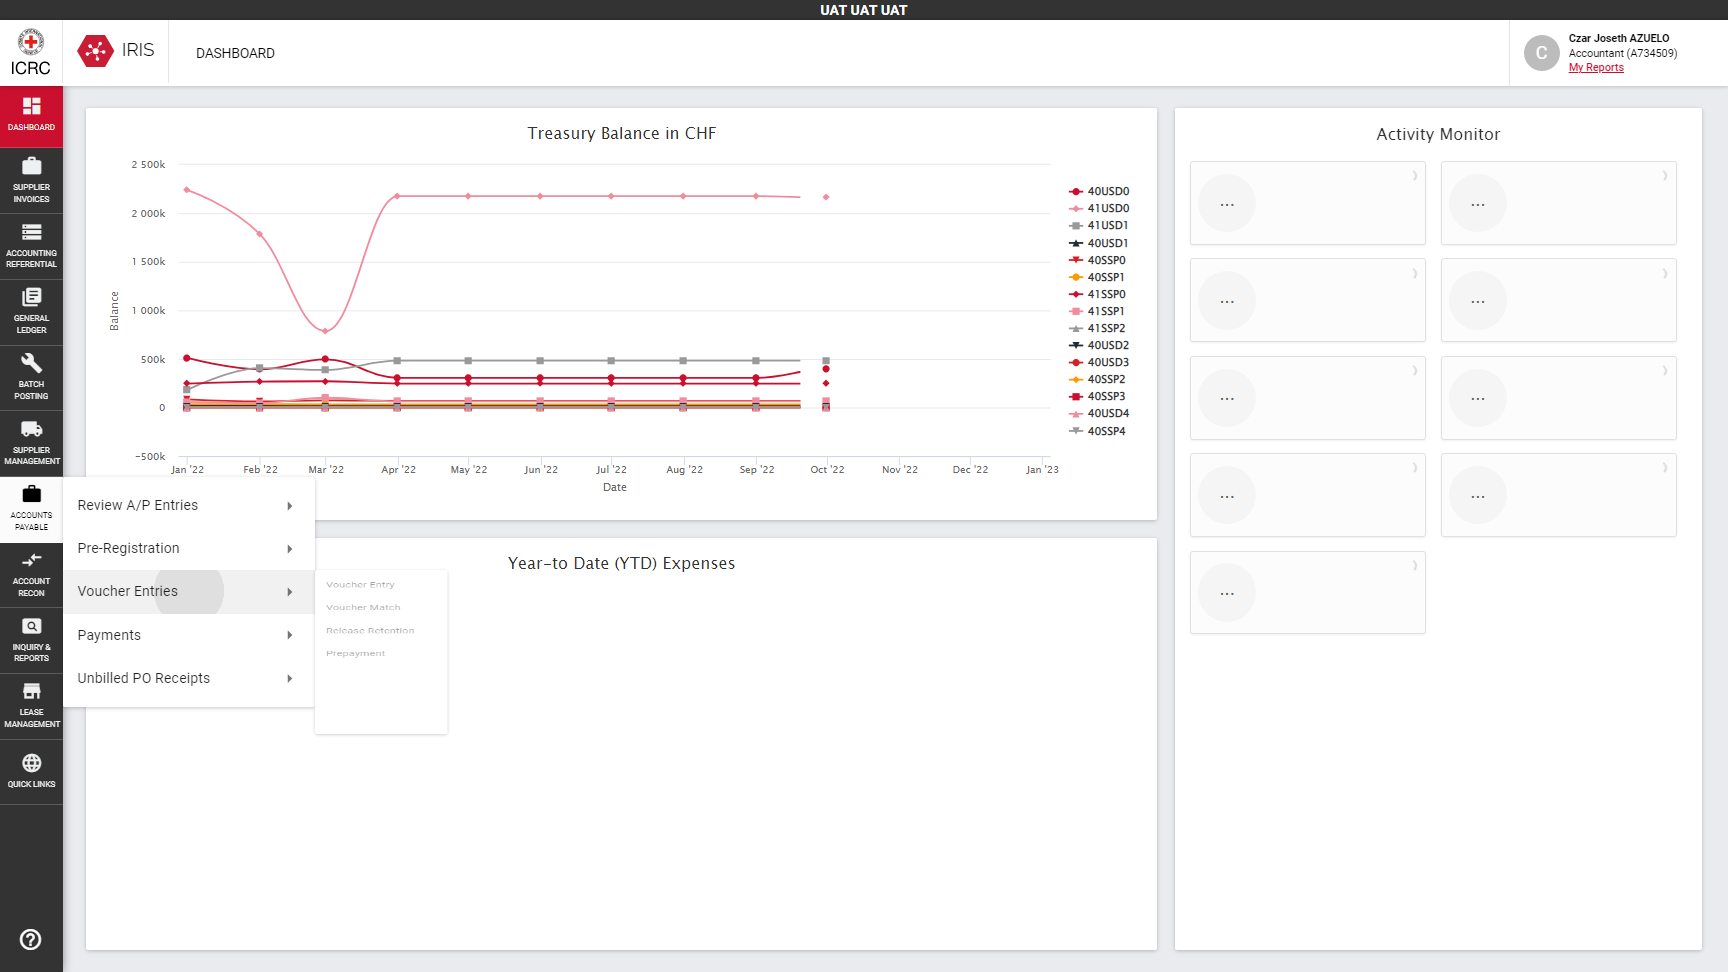 UAT UAT UAT
ICRC
IRIS
DASHBOARD
C
Czar Joseth AZUELO
Accountant (A734509)
My Reports
DASHBOARD
SUPPLIER
INVOICES
ACCOUNTING
REFERENTIAL
GENERAL
LEDGER
BATCH
POSTING
SUPPLIER
MANAGEMENT
ACCOUNTS
PAYABLE
ACCOUNT
RECON
INQUIRY &
REPORTS
LEASE
MANAGEMENT
QUICK LINKS
Treasury Balance in CHF
Balance
2 500k
2 000k
1 500k
1 000k
500k
0
−500k
Jan '22
Feb '22
Mar '22
Apr '22
May '22
Jun '22
Jul '22
Aug '22
Sep '22
Oct '22
Nov '22
Dec '22
Jan '23
Date
40USD0
41USD0
41USD1
40USD1
40SSP0
40SSP1
41SSP0
41SSP1
41SSP2
40USD2
40USD3
40SSP2
40SSP3
40USD4
40SSP4
Review A/P Entries
Pre-Registration
Voucher Entries
Payments
Unbilled PO Receipts
Voucher Entry
Voucher Match
Release Retention
Prepayment
Year-to Date (YTD) Expenses
Activity Monitor
...
...
...
...
...
...
...
...
...